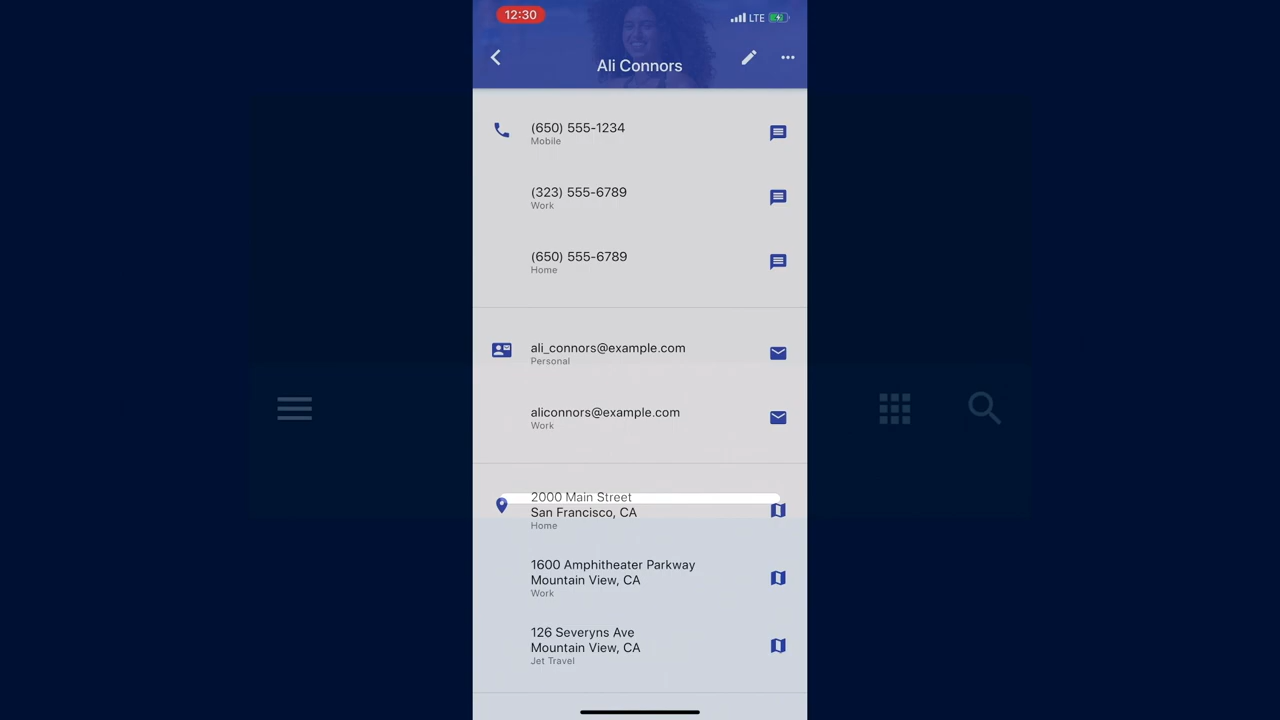 12:30
LTE
Ali Connors
(650) 555-1234
Mobile
(323) 555-6789
Work
(650) 555-6789
Home
ali_connors@example.com
Personal
aliconnors@example.com
Work
2000 Main Street
San Francisco, CA
Home
1600 Amphitheater Parkway
Mountain View, CA
Work
126 Severyns Ave
Mountain View, CA
Jet Travel